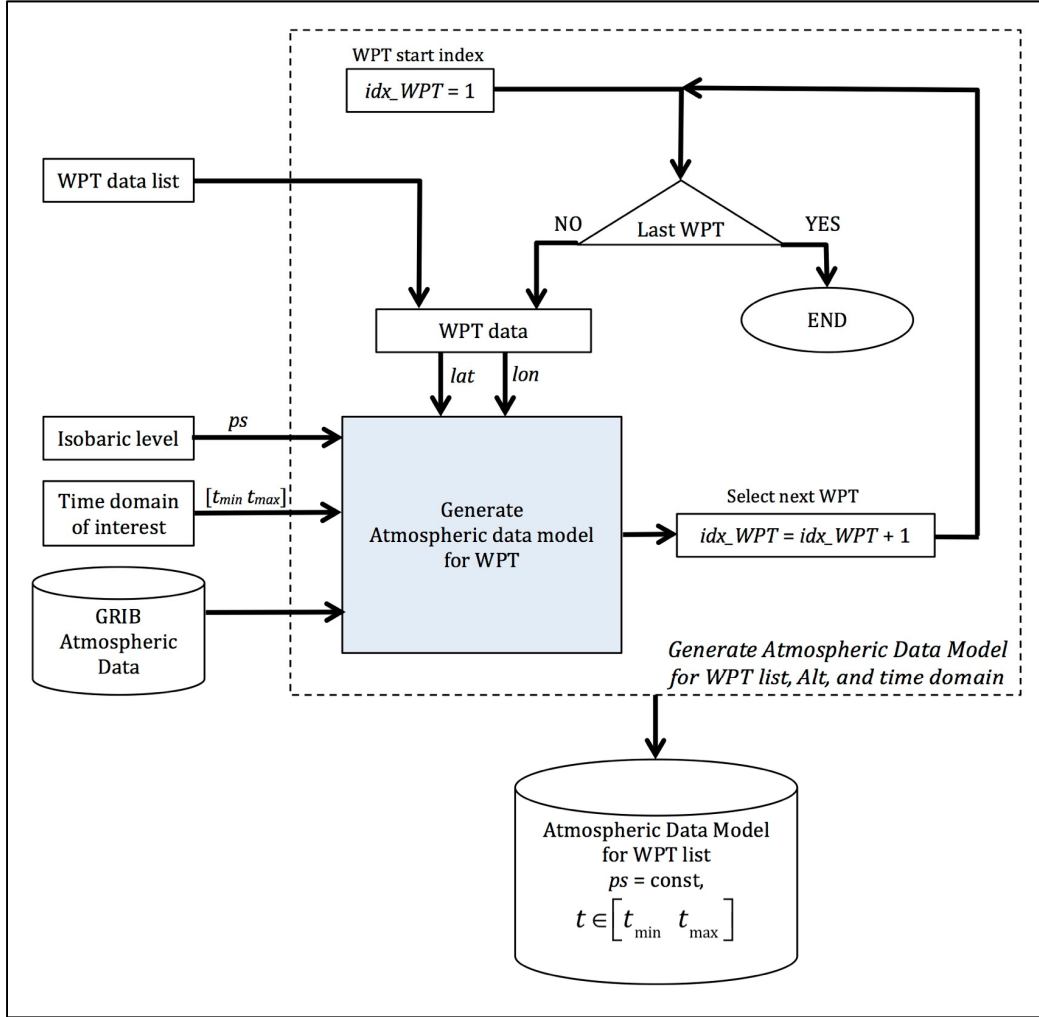 WPT start index
idx_WPT = 1
WPT data list
NO
Last WPT
YES
WPT data
END
lat
lon
Isobaric level
ps
Time domain
of interest
[tmin tmax]
Generate
Atmospheric data model
for WPT
Select next WPT
idx_WPT = idx_WPT + 1
GRIB
Atmospheric
Data
Generate Atmospheric Data Model
for WPT list, Alt, and time domain
Atmospheric Data Model
for WPT list
ps = const,
t ∈ [tmin tmax]